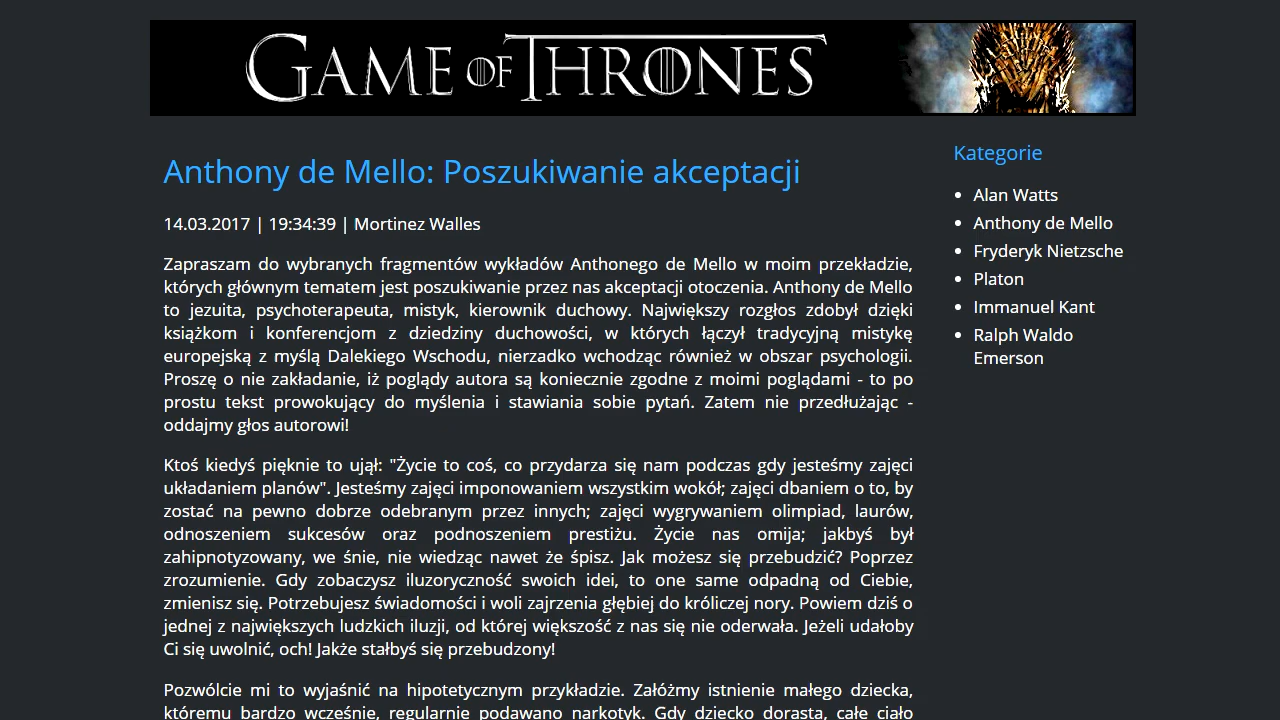 GAME OF THRONES
Anthony de Mello: Poszukiwanie akceptacji
14.03.2017 | 19:34:39 | Mortinez Walles
Zapraszam do wybranych fragmentów wykładów Anthonego de Mello w moim przekładzie,
których głównym tematem jest poszukiwanie przez nas akceptacji otoczenia. Anthony de Mello
to jezuita, psychoterapeuta, mistyk, kierownik duchowy. Największy rozgłos zdobył dzięki
książkom i konferencjom z dziedziny duchowości, w których łączył tradycyjną mistykę
europejską z myślą Dalekiego Wschodu, nierzadko wchodząc również w obszar psychologii.
Proszę o nie zakładanie, iż poglądy autora są koniecznie zgodne z moimi poglądami - to po
prostu tekst prowokujący do myślenia i stawiania sobie pytań. Zatem nie przedłużając -
oddajmy głos autorowi!
Ktoś kiedyś pięknie to ujął: "Życie to coś, co przydarza się nam podczas gdy jesteśmy zajęci
układaniem planów". Jesteśmy zajęci imponowaniem wszystkim wokół; zajęci dbaniem o to, by
zostać na pewno dobrze odebranym przez innych; zajęci wygrywaniem olimpiad, laurów,
odnoszeniem sukcesów oraz podnoszeniem prestiżu. Życie nas omija; jakbyś był
zahipnotyzowany, we śnie, nie wiedząc nawet że śpisz. Jak możesz się przebudzić? Poprzez
zrozumienie. Gdy zobaczysz iluzoryczność swoich idei, to one same odpadną od Ciebie,
zmienisz się. Potrzebujesz świadomości i woli zajrzenia głębiej do króliczej nory. Powiem dziś o
jednej z największych ludzkich iluzji, od której większość z nas się nie oderwała. Jeżeli udałoby
Ci się uwolnić, och! Jakże stałbyś się przebudzony!
Pozwólcie mi to wyjaśnić na hipotetycznym przykładzie. Załóżmy istnienie małego dziecka,
któremu bardzo wcześnie, regularnie podawano narkotyk. Gdy dziecko dorasta, całe ciało
Kategorie
Alan Watts
Anthony de Mello
Fryderyk Nietzsche
Platon
Immanuel Kant
Ralph Waldo
Emerson